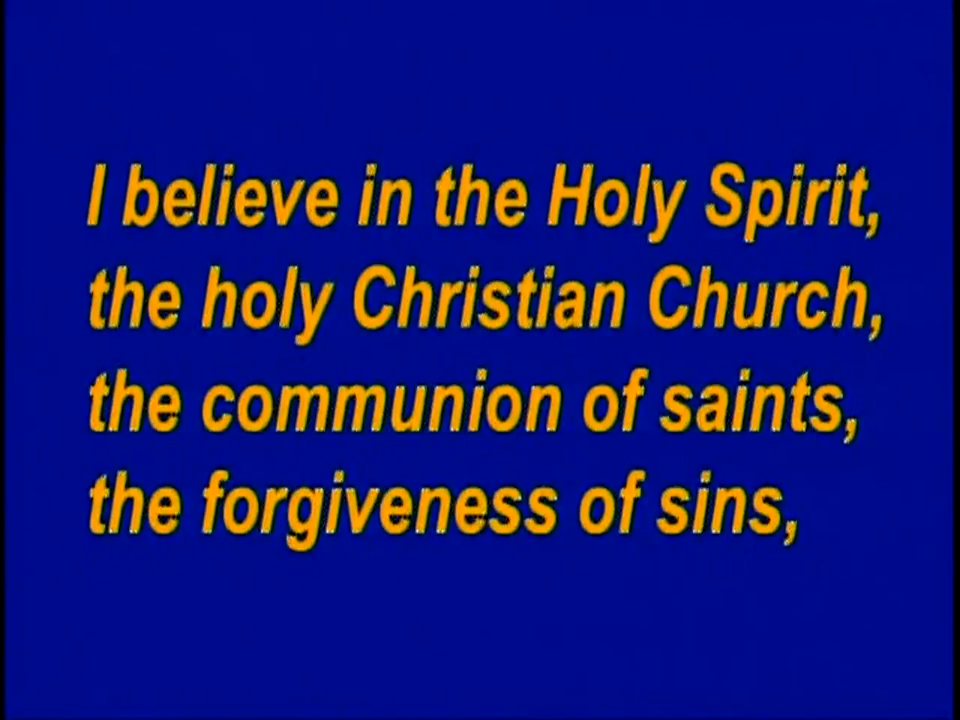 I believe in the Holy Spirit,
the holy Christian Church,
the communion of saints,
the forgiveness of sins,